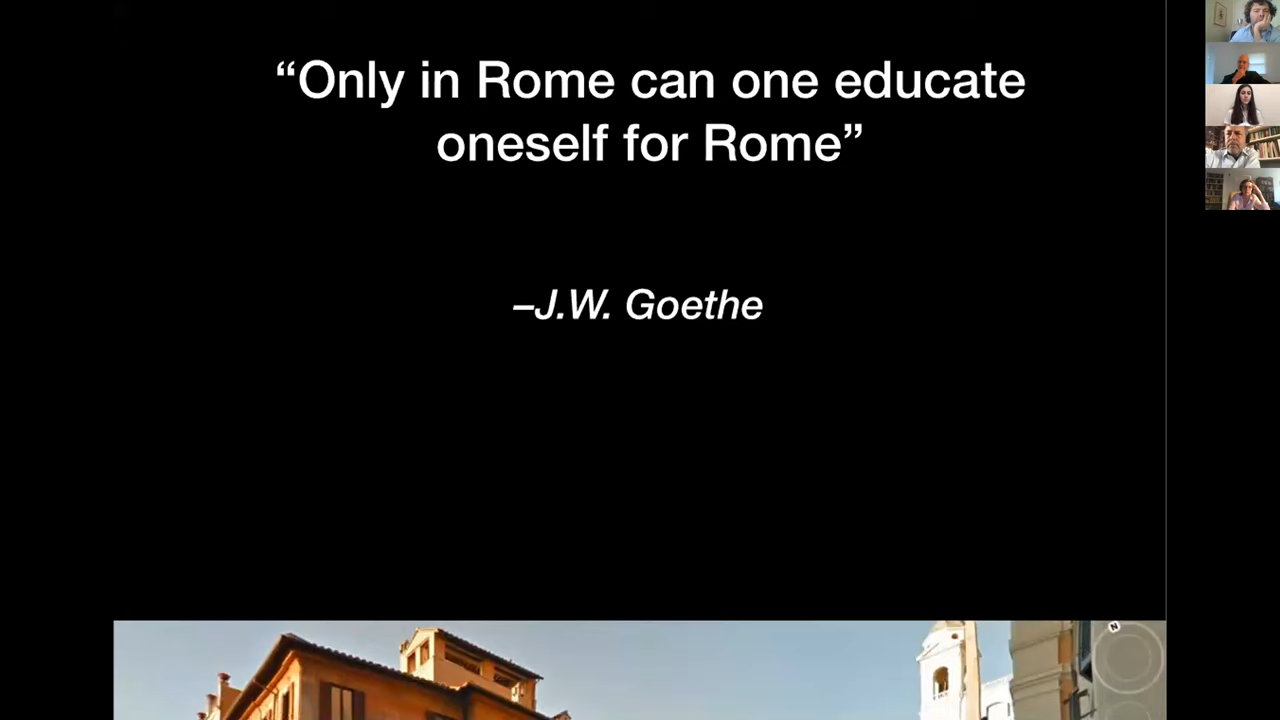 “Only in Rome can one educate
oneself for Rome”
–J.W. Goethe
N